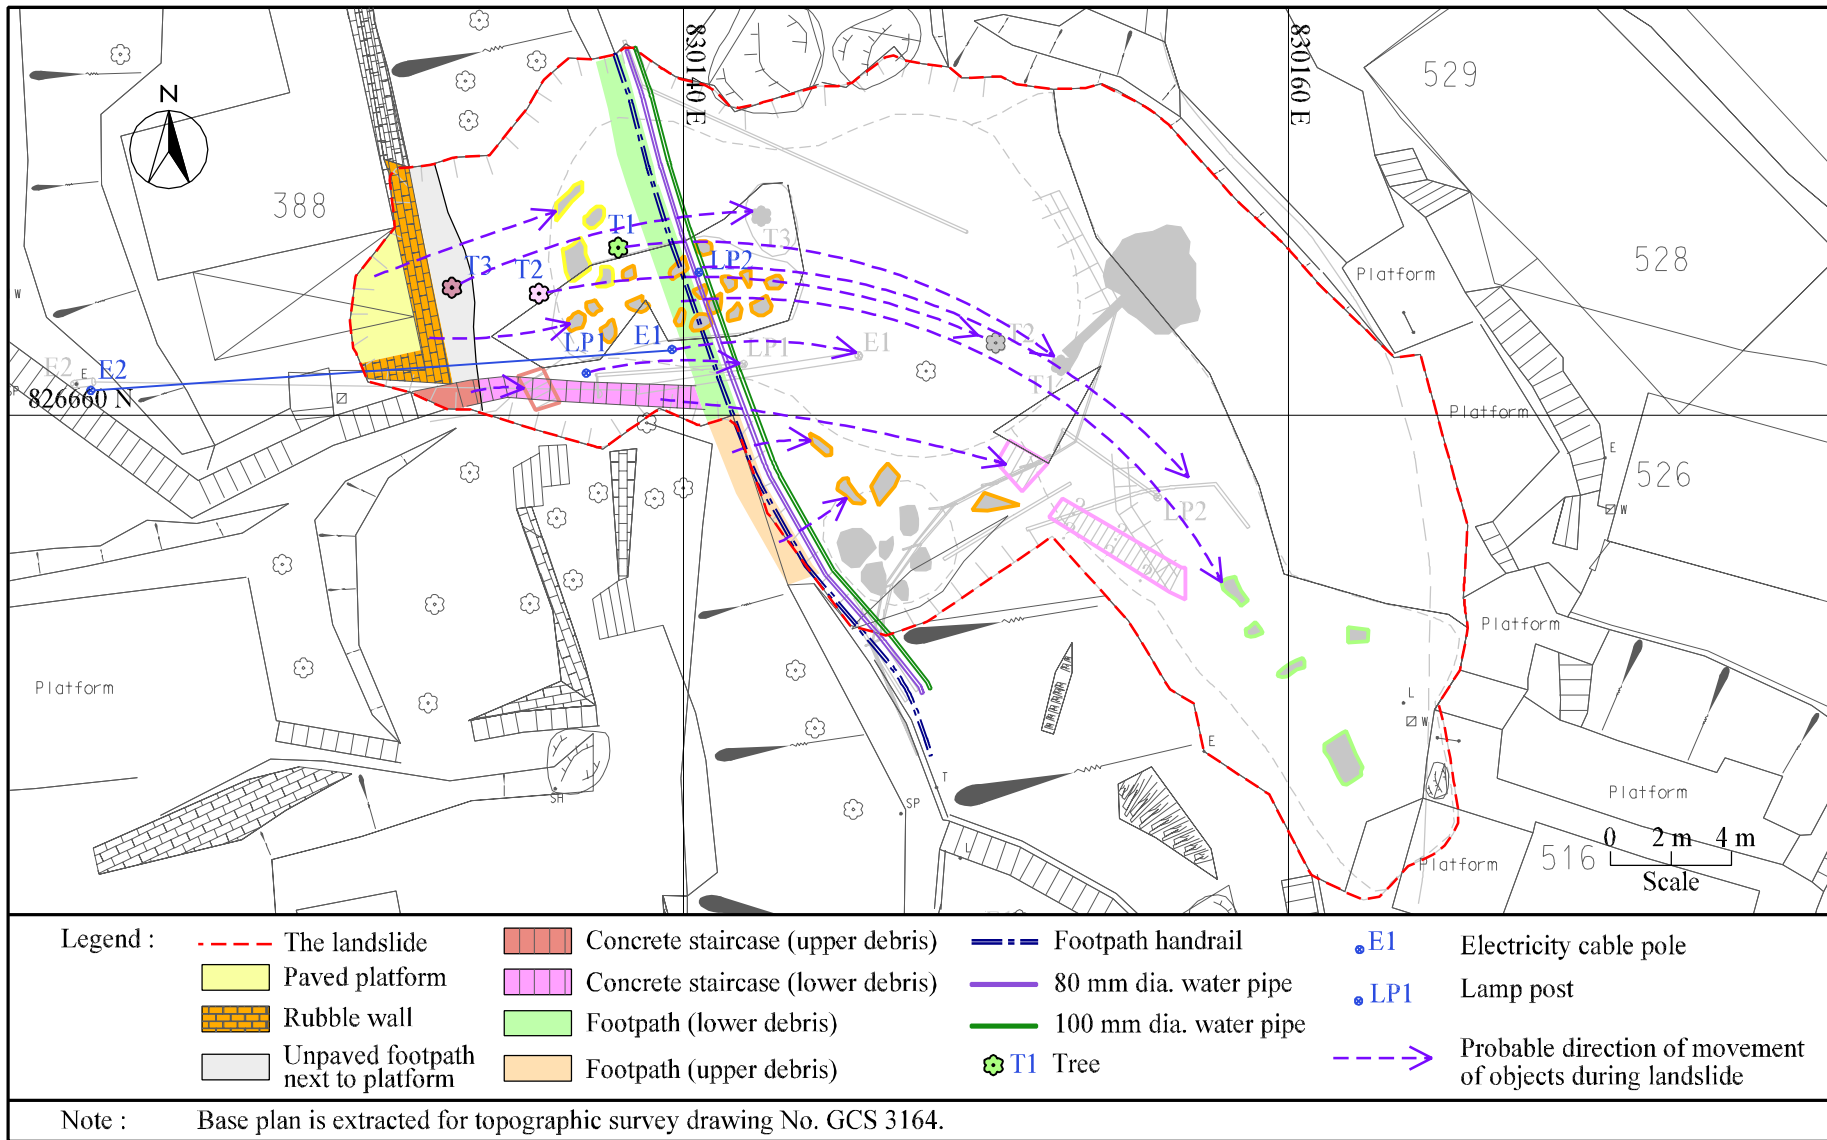 830140 E
830160 E
529
N
388
528
T1
T3
T3
T2
LP2
Platform
W
LP1
E1
LP1
E1
T2
T1
E2
E
E2
826660 N
Platform
E
526
W
LP2
Platform
Platform
L
W
E
T
SP
SH
L
Platform
Platform
516
0 2 m 4 m
Scale
Legend :
The landslide
Paved platform
Rubble wall
Unpaved footpath
next to platform
Concrete staircase (upper debris)
Concrete staircase (lower debris)
Footpath (lower debris)
Footpath (upper debris)
Footpath handrail
80 mm dia. water pipe
100 mm dia. water pipe
T1 Tree
E1 Electricity cable pole
LP1 Lamp post
Probable direction of movement
of objects during landslide
Note : Base plan is extracted for topographic survey drawing No. GCS 3164.